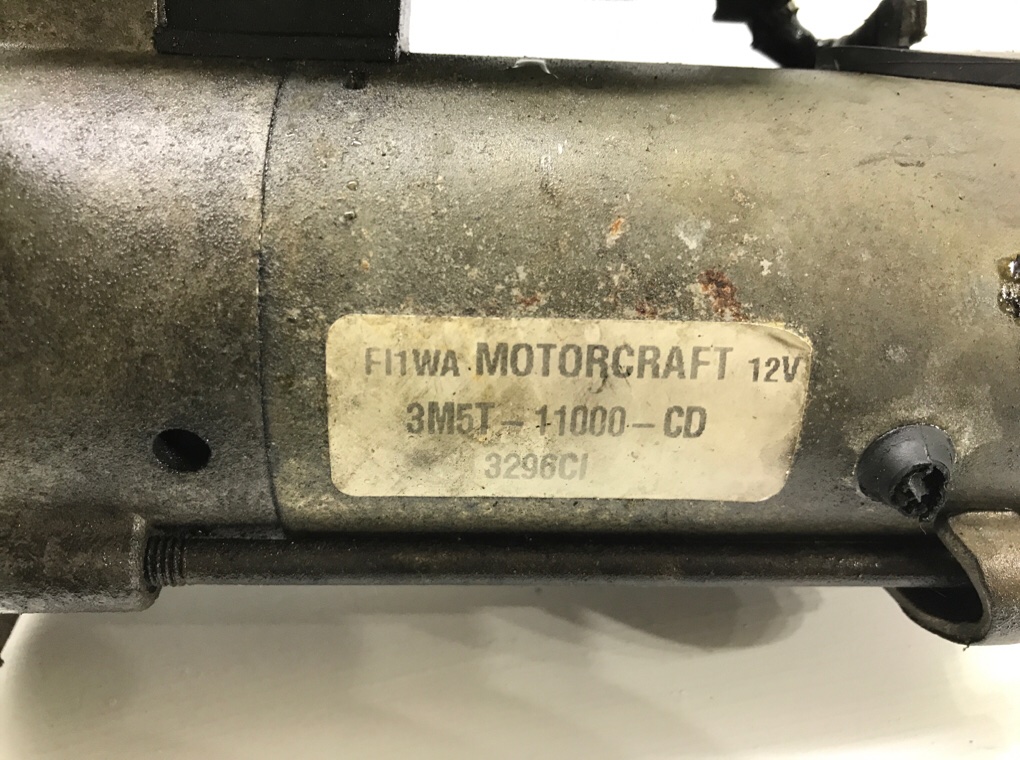 FI1WA MOTORCRAFT 12V
3M5T-11000-CD
3296CI